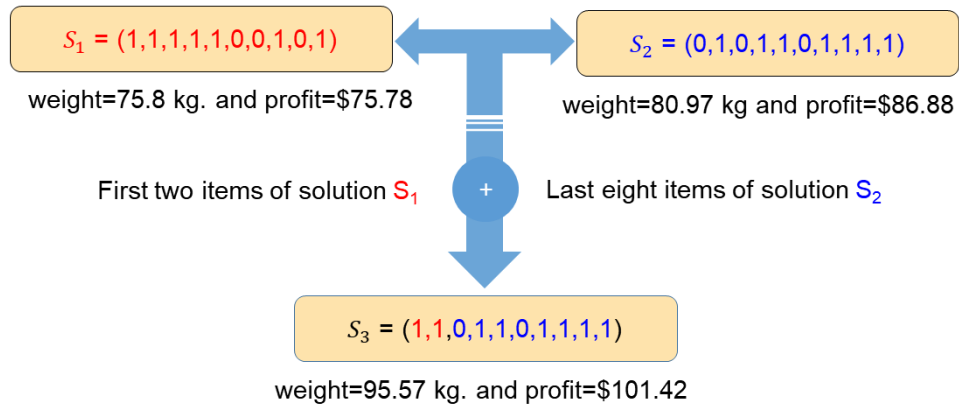 S₁ = (1,1,1,1,1,0,0,1,0,1)
S₂ = (0,1,0,1,1,0,1,1,1,1)
weight=75.8 kg. and profit=$75.78
weight=80.97 kg and profit=$86.88
First two items of solution S₁
+
Last eight items of solution S₂
S₃ = (1,1,0,1,1,0,1,1,1,1)
weight=95.57 kg. and profit=$101.42